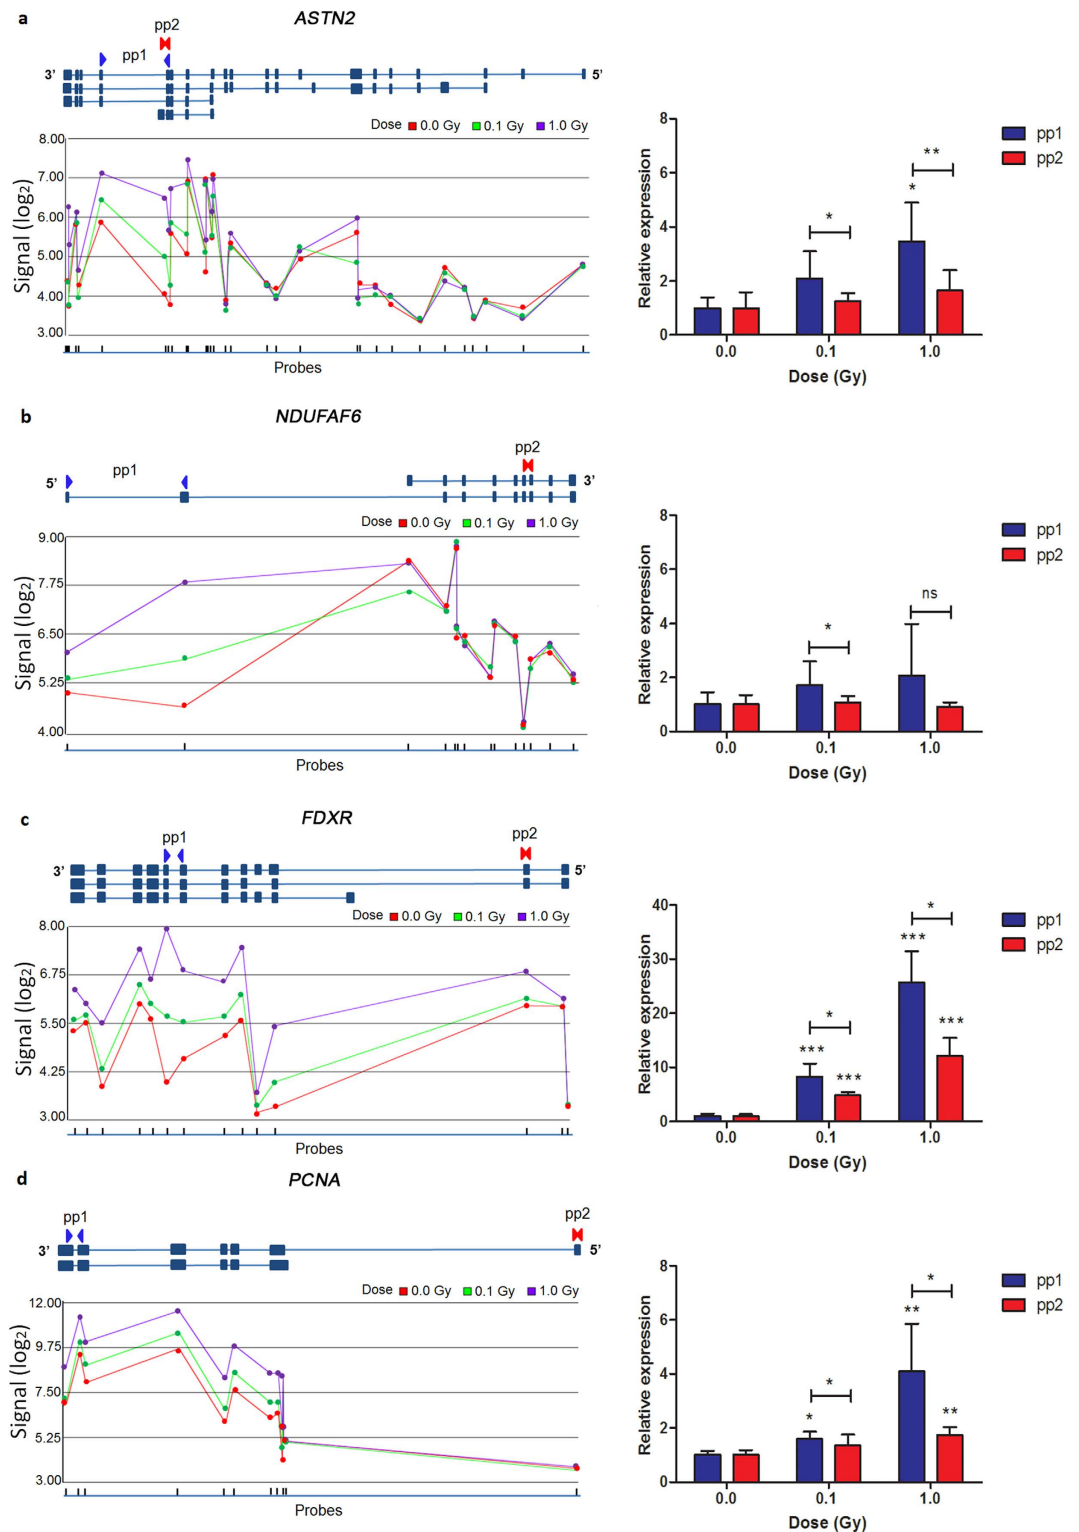 a
ASTN2
pp2
pp1
3’ 5’
Dose 0.0 Gy 0.1 Gy 1.0 Gy
8.00
7.00
6.00
5.00
4.00
3.00
Signal (log2)
Probes
8
6
4
2
0
Relative expression
* ** *
0.0 0.1 1.0
Dose (Gy)
pp1
pp2
b
NDUFAF6
pp2
pp1
5’ 3’
Dose 0.0 Gy 0.1 Gy 1.0 Gy
9.00
7.75
6.50
5.25
4.00
Signal (log2)
Probes
8
6
4
2
0
Relative expression
* ns
0.0 0.1 1.0
Dose (Gy)
pp1
pp2
c
FDXR
pp1 pp2
3’ 5’
Dose 0.0 Gy 0.1 Gy 1.0 Gy
8.00
6.75
5.50
4.25
3.00
Signal (log2)
Probes
40
30
20
10
0
Relative expression
*
***
* ***
*** ***
0.0 0.1 1.0
Dose (Gy)
pp1
pp2
d
PCNA
pp1 pp2
3’ 5’
Dose 0.0 Gy 0.1 Gy 1.0 Gy
12.00
9.75
7.50
5.25
3.00
Signal (log2)
Probes
8
6
4
2
0
Relative expression
*
**
*
* **
0.0 0.1 1.0
Dose (Gy)
pp1
pp2